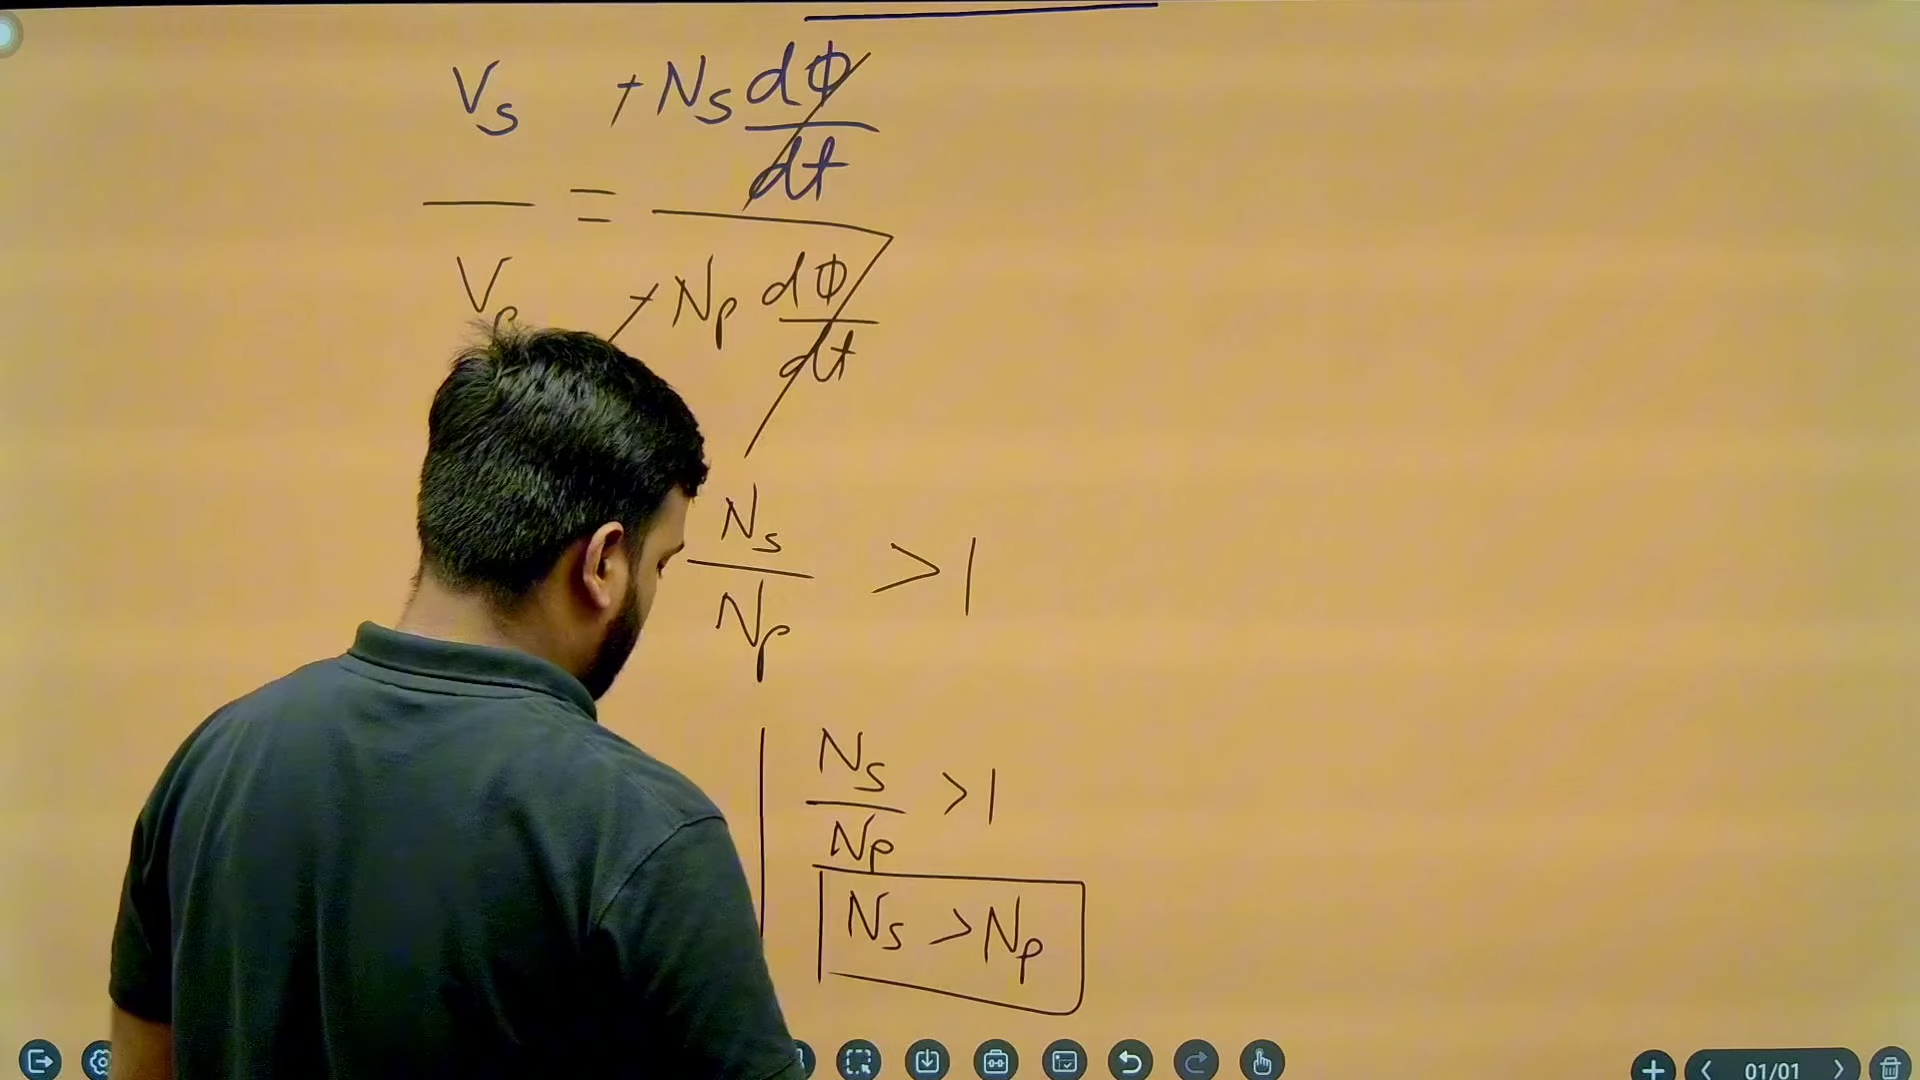 Vs / Vp = +Ns dΦ/dt / +Np dΦ/dt
Ns/Np > 1
Ns/Np > 1
Ns > Np
01/01